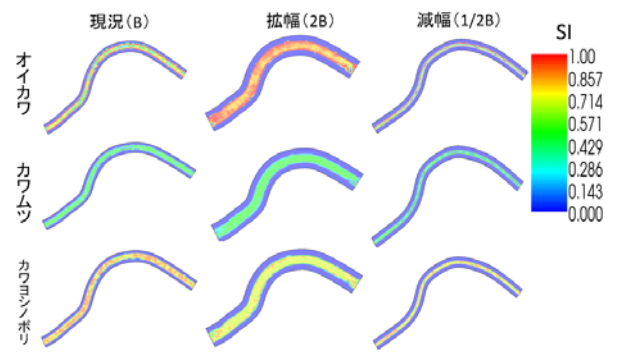 現況（B）
拡幅（2B）
減幅（1/2B）
SI
オイカワ
カワムツ
カワヨシノボリ
1.00
0.857
0.714
0.571
0.429
0.286
0.143
0.000